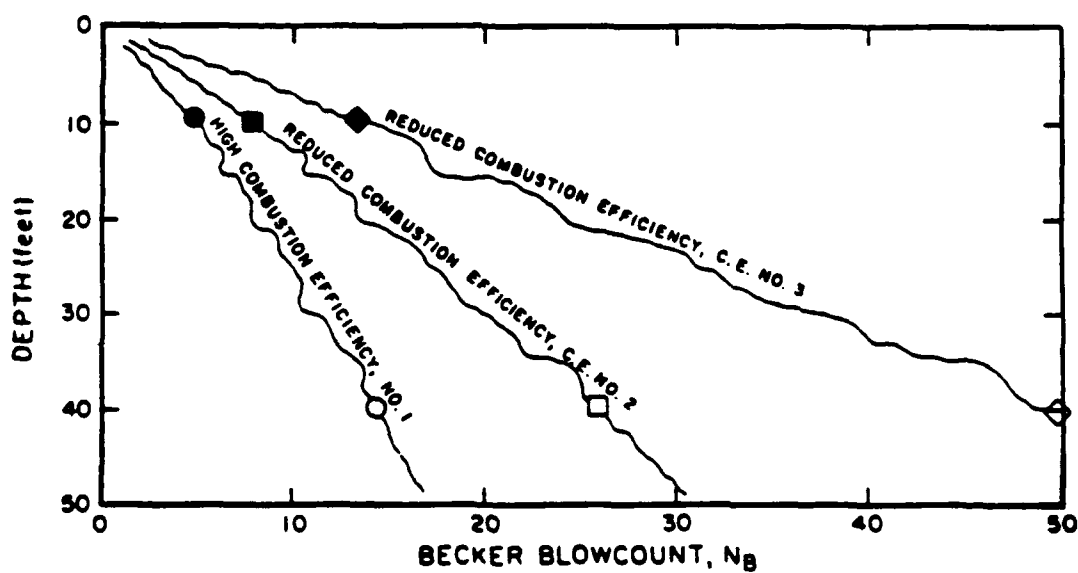 0
10
20
30
40
50
DEPTH (feet)
HIGH COMBUSTION EFFICIENCY, NO. 1
REDUCED COMBUSTION EFFICIENCY, C.E. NO. 2
REDUCED COMBUSTION EFFICIENCY, C. E. NO. 3
0 10 20 30 40 50
BECKER BLOWCOUNT, NB